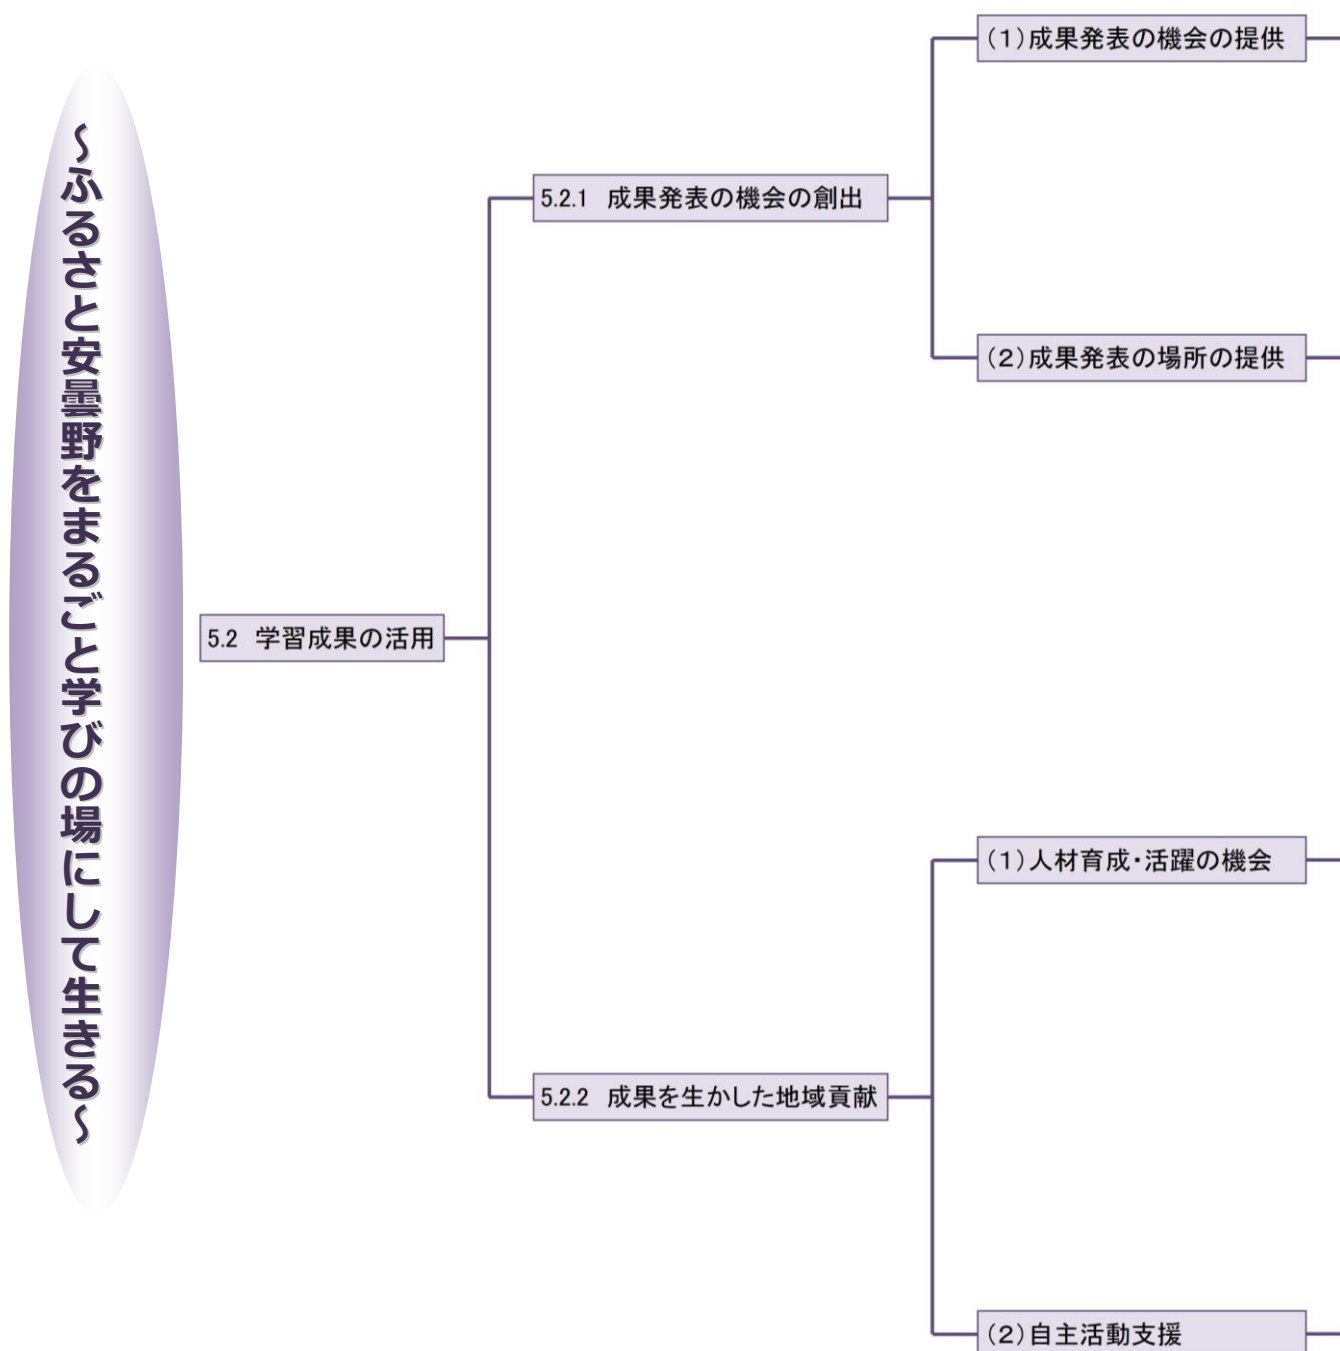 ～ふるさと安曇野をまるごと学びの場にして生きる～
5.2 学習成果の活用
5.2.1 成果発表の機会の創出
(1)成果発表の機会の提供
(2)成果発表の場所の提供
5.2.2 成果を生かした地域貢献
(1)人材育成・活躍の機会
(2)自主活動支援